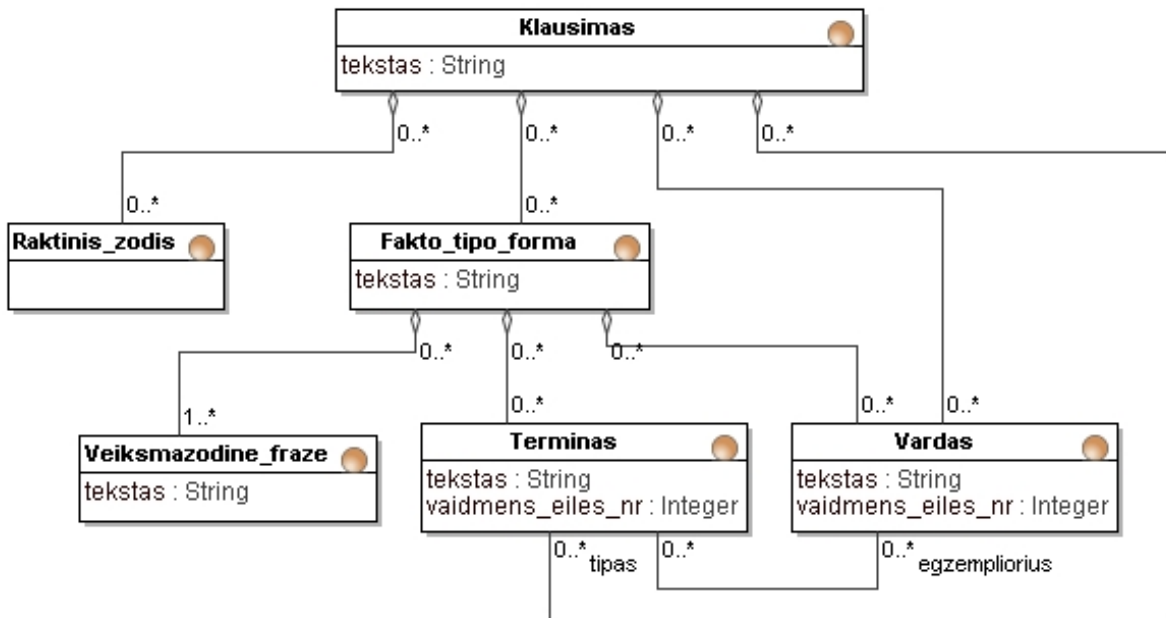 Klausimas
tekstas : String
0..*
0..*
0..*
0..*
0..*
0..*
Raktinis_zodis
Fakto_tipo_forma
tekstas : String
0..*
0..*
0..*
1..*
0..*
0..*
0..*
Veiksmazodine_fraze
tekstas : String
Terminas
tekstas : String
vaidmens_eiles_nr : Integer
Vardas
tekstas : String
vaidmens_eiles_nr : Integer
0..*
tipas
0..*
0..*
egzempliorius